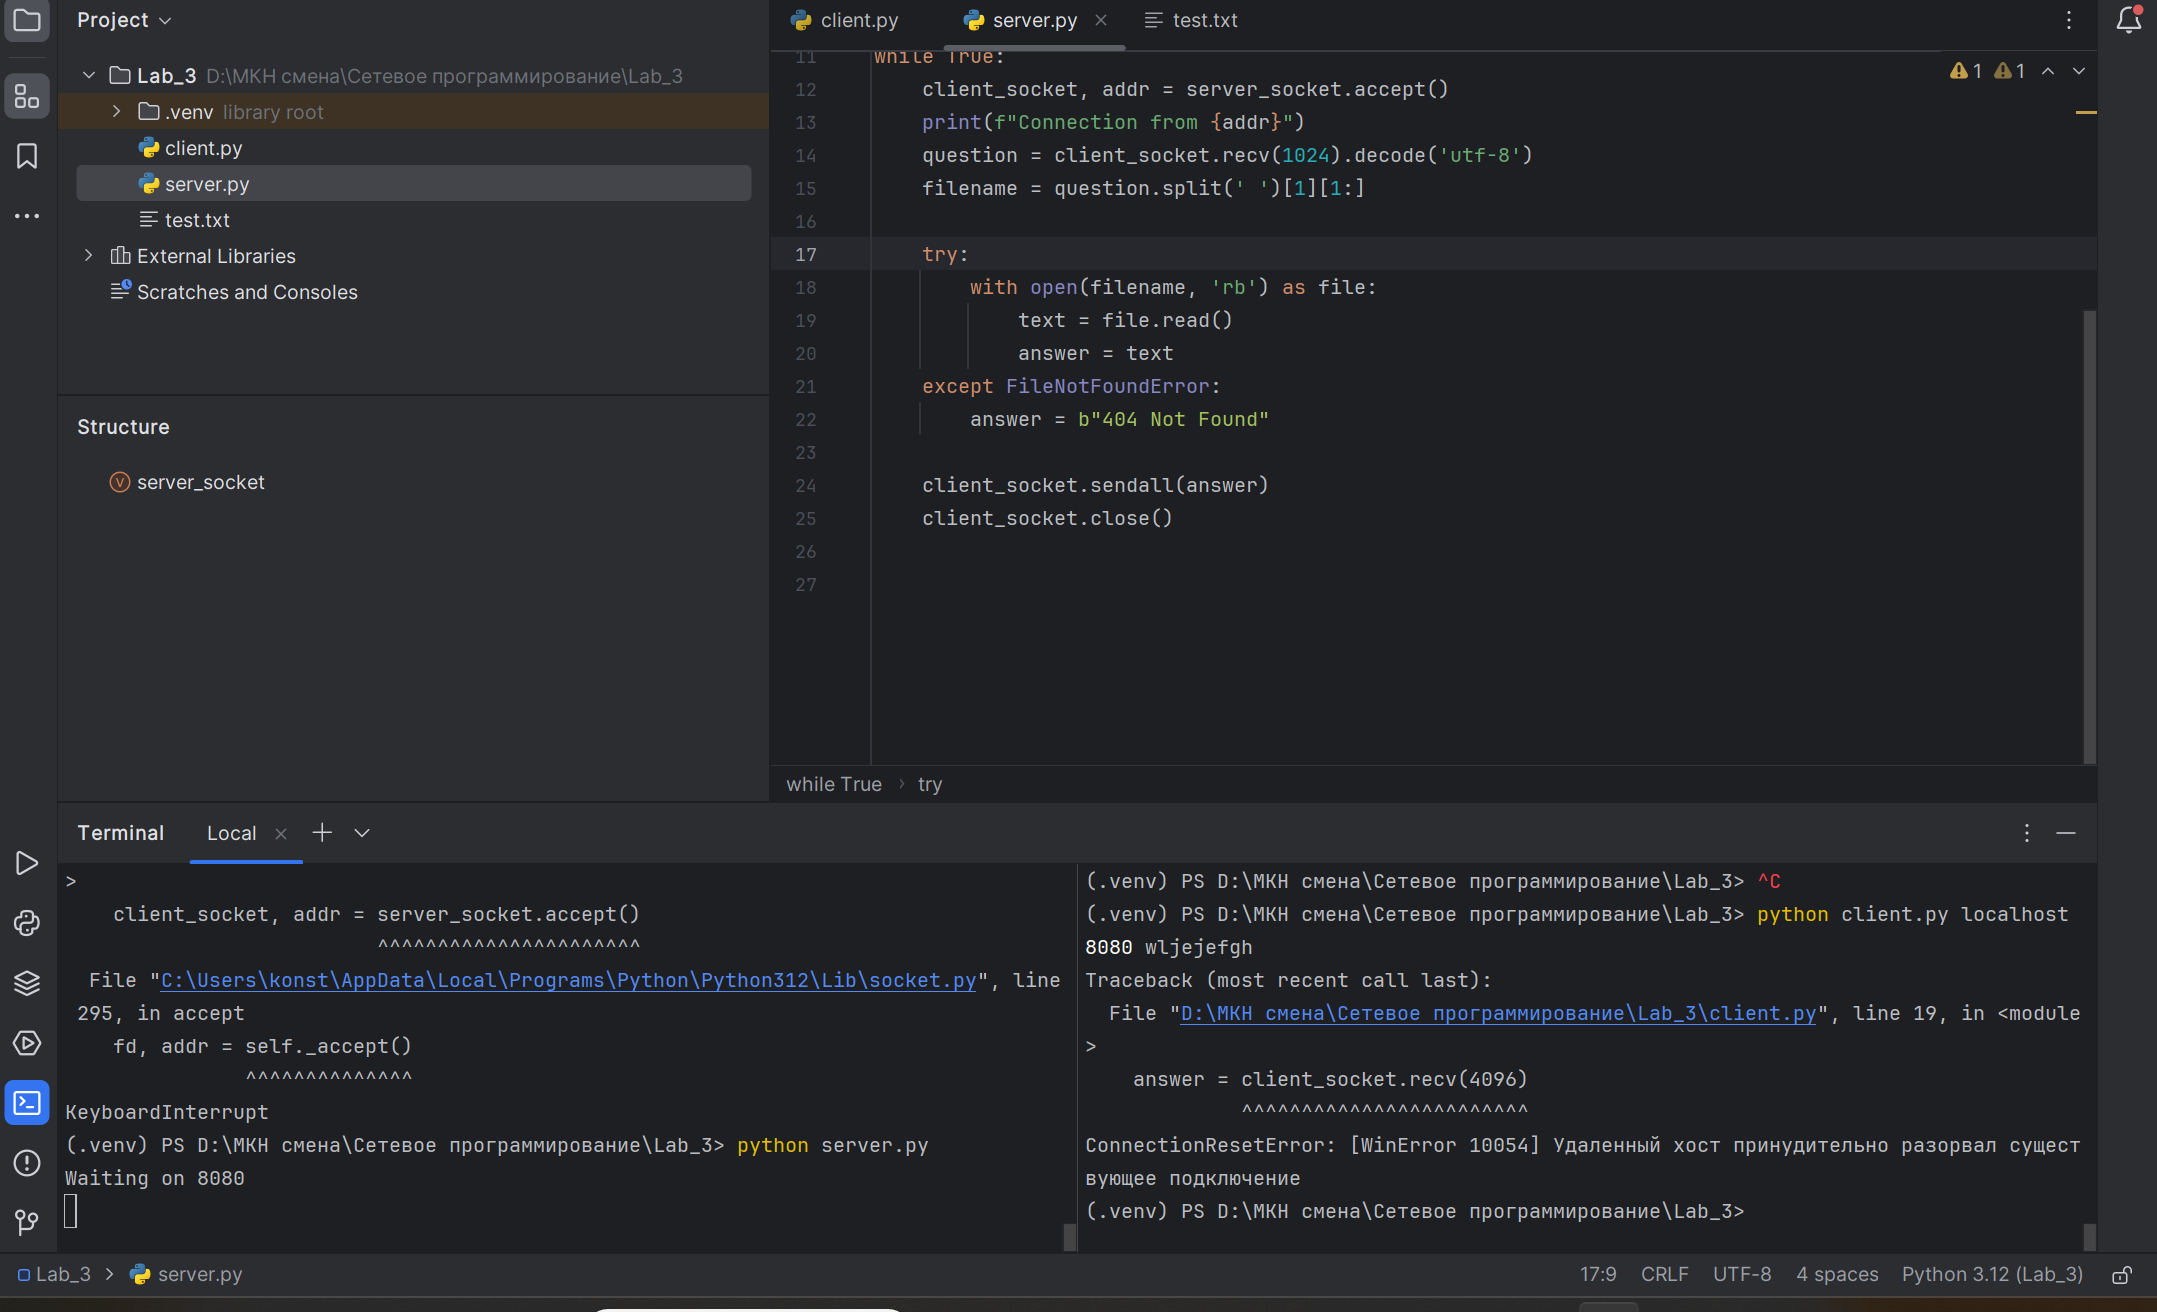 Project
Lab_3 D:\МКН смена\Сетевое программирование\Lab_3
.venv library root
client.py
server.py
test.txt
External Libraries
Scratches and Consoles
Structure
V server_socket
client.py server.py test.txt
1 1
11 while True:
12 client_socket, addr = server_socket.accept()
13 print(f"Connection from {addr}")
14 question = client_socket.recv(1024).decode('utf-8')
15 filename = question.split(' ')[1][1:]
16
17 try:
18 with open(filename, 'rb') as file:
19 text = file.read()
20 answer = text
21 except FileNotFoundError:
22 answer = b"404 Not Found"
23
24 client_socket.sendall(answer)
25 client_socket.close()
26
27
while True › try
Terminal Local
>
client_socket, addr = server_socket.accept()
^^^^^^^^^^^^^^^^^^^^^^
File "C:\Users\konst\AppData\Local\Programs\Python\Python312\Lib\socket.py", line
295, in accept
fd, addr = self._accept()
^^^^^^^^^^^^^^
KeyboardInterrupt
(.venv) PS D:\МКН смена\Сетевое программирование\Lab_3> python server.py
Waiting on 8080
(.venv) PS D:\МКН смена\Сетевое программирование\Lab_3> ^C
(.venv) PS D:\МКН смена\Сетевое программирование\Lab_3> python client.py localhost
8080 wljejefgh
Traceback (most recent call last):
File "D:\МКН смена\Сетевое программирование\Lab_3\client.py", line 19, in <module
>
answer = client_socket.recv(4096)
^^^^^^^^^^^^^^^^^^^^^^^^
ConnectionResetError: [WinError 10054] Удаленный хост принудительно разорвал сущест
вующее подключение
(.venv) PS D:\МКН смена\Сетевое программирование\Lab_3>
Lab_3 > server.py
17:9 CRLF UTF-8 4 spaces Python 3.12 (Lab_3)